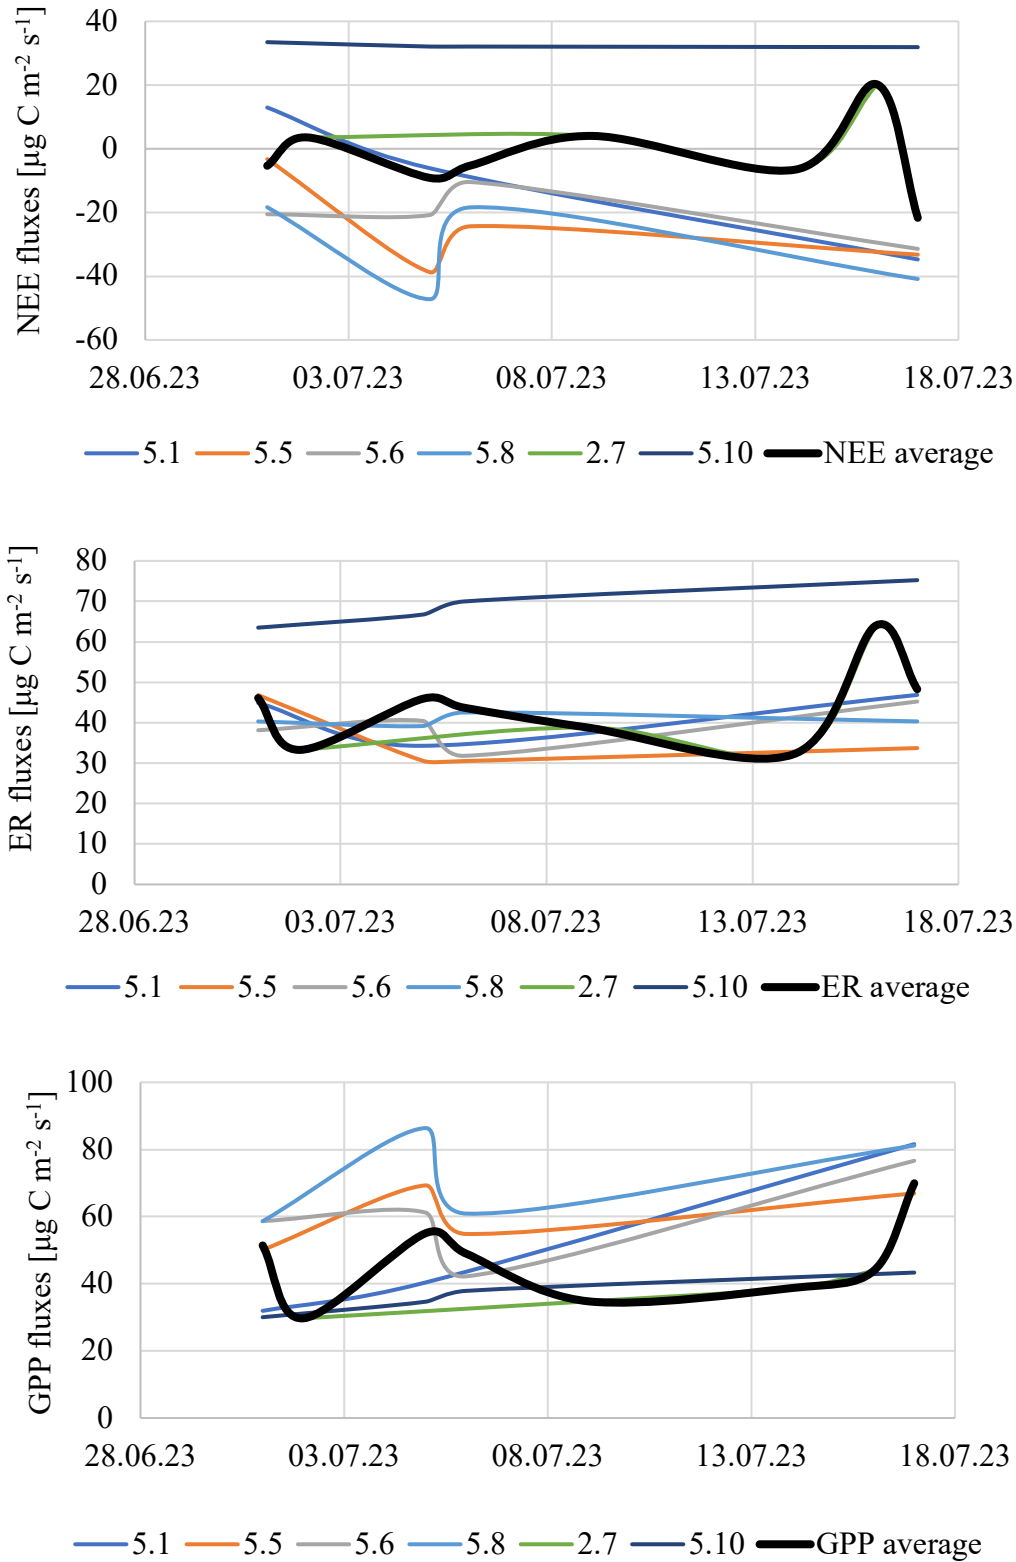 NEE fluxes [µg C m-2 s-1]
40
20
0
-20
-40
-60
28.06.23 03.07.23 08.07.23 13.07.23 18.07.23
5.1 5.5 5.6 5.8 2.7 5.10 NEE average
ER fluxes [µg C m-2 s-1]
80
70
60
50
40
30
20
10
0
28.06.23 03.07.23 08.07.23 13.07.23 18.07.23
5.1 5.5 5.6 5.8 2.7 5.10 ER average
GPP fluxes [µg C m-2 s-1]
100
80
60
40
20
0
28.06.23 03.07.23 08.07.23 13.07.23 18.07.23
5.1 5.5 5.6 5.8 2.7 5.10 GPP average